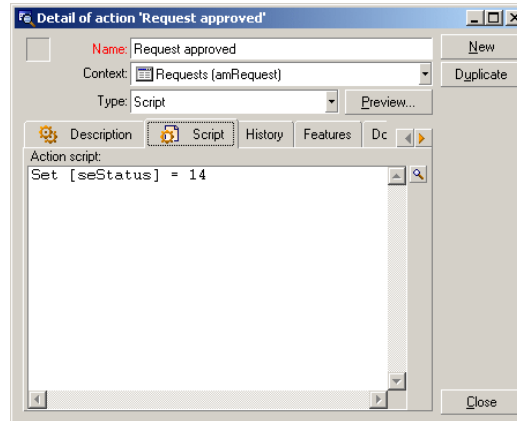 Detail of action 'Request approved'
Name: Request approved
New
Context: Requests (amRequest)
Duplicate
Type: Script
Preview...
Description Script History Features Dc
Action script:
Set [seStatus] = 14
Close